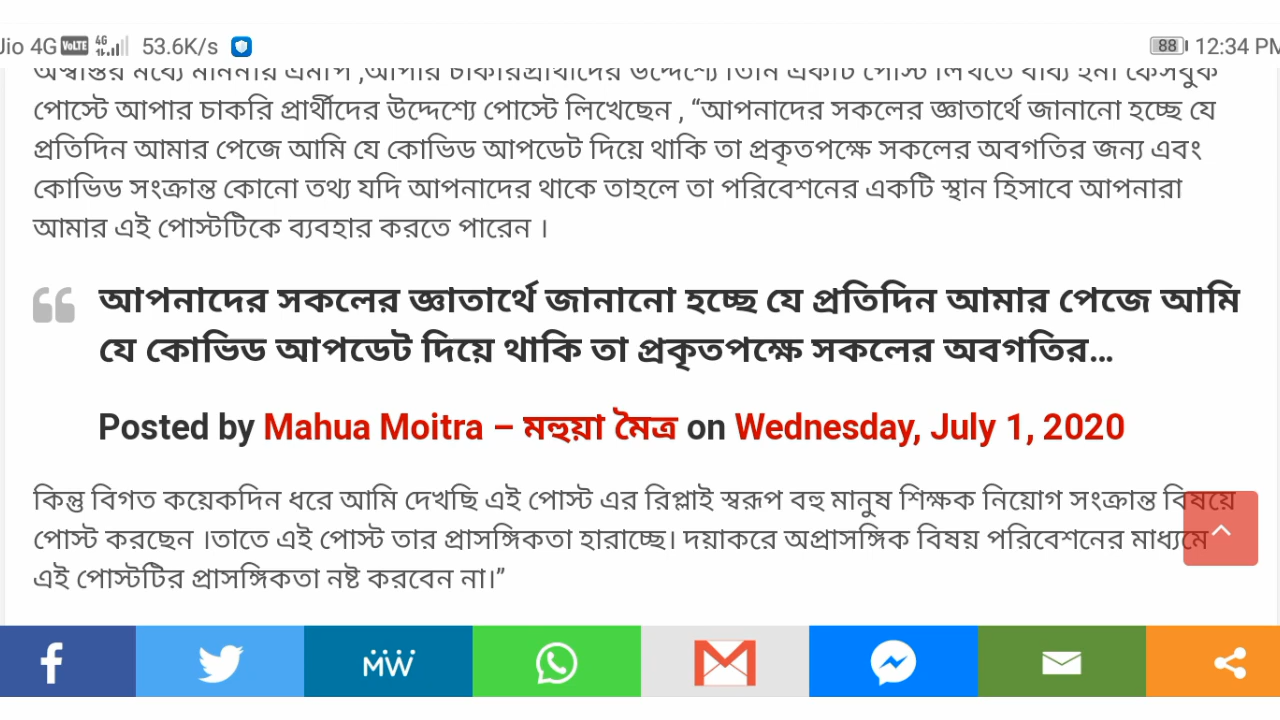 Jio 4G VoLTE 4G 53.6K/s 88 12:34 PM
পোস্টে আপার চাকরি প্রার্থীদের উদ্দেশ্যে পোস্টে লিখেছেন , “আপনাদের সকলের জ্ঞাতার্থে জানানো হচ্ছে যে
প্রতিদিন আমার পেজে আমি যে কোভিড আপডেট দিয়ে থাকি তা প্রকৃতপক্ষে সকলের অবগতির জন্য এবং
কোভিড সংক্রান্ত কোনো তথ্য যদি আপনাদের থাকে তাহলে তা পরিবেশনের একটি স্থান হিসাবে আপনারা
আমার এই পোস্টটিকে ব্যবহার করতে পারেন ।
আপনাদের সকলের জ্ঞাতার্থে জানানো হচ্ছে যে প্রতিদিন আমার পেজে আমি
যে কোভিড আপডেট দিয়ে থাকি তা প্রকৃতপক্ষে সকলের অবগতির...
Posted by Mahua Moitra – মহুয়া মৈত্র on Wednesday, July 1, 2020
কিন্তু বিগত কয়েকদিন ধরে আমি দেখছি এই পোস্ট এর রিপ্লাই স্বরূপ বহু মানুষ শিক্ষক নিয়োগ সংক্রান্ত বিষয়ে
পোস্ট করছেন ।তাতে এই পোস্ট তার প্রাসঙ্গিকতা হারাচ্ছে। দয়াকরে অপ্রাসঙ্গিক বিষয় পরিবেশনের মাধ্যমে
এই পোস্টটির প্রাসঙ্গিকতা নষ্ট করবেন না।”
MW